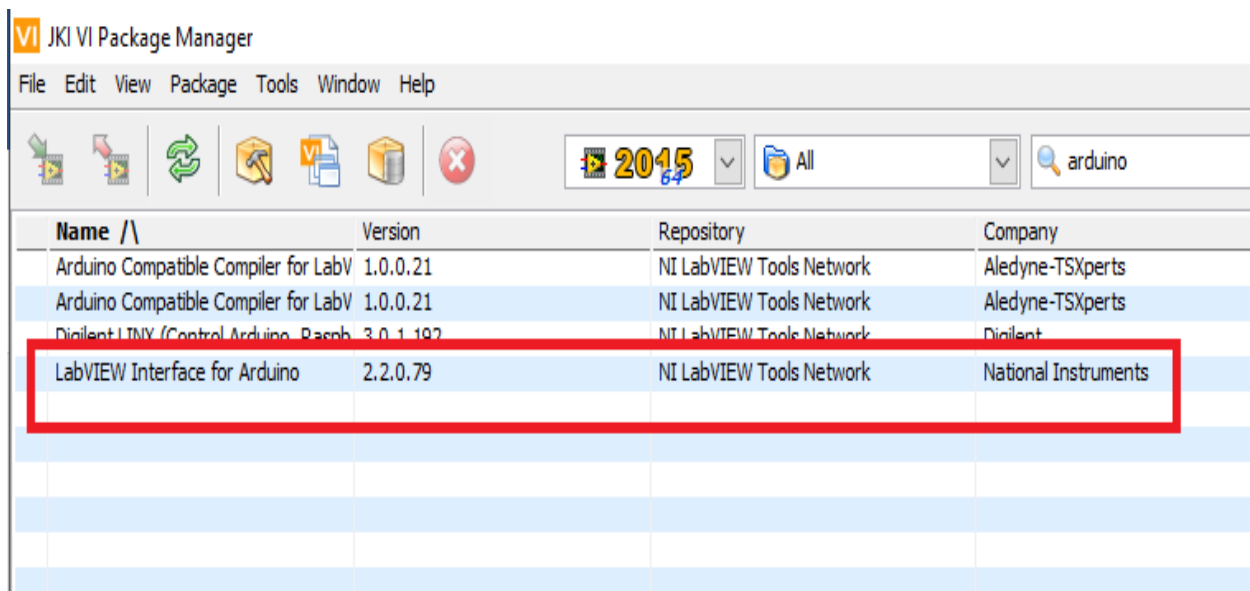 VI JKI VI Package Manager
File Edit View Package Tools Window Help
VI 2015 64 All arduino
Name /\ Version Repository Company
Arduino Compatible Compiler for LabV 1.0.0.21 NI LabVIEW Tools Network Aledyne-TSXperts
Arduino Compatible Compiler for LabV 1.0.0.21 NI LabVIEW Tools Network Aledyne-TSXperts
Digilent LINX (Control Arduino, Raspb 3.0.1.192 NI LabVIEW Tools Network Digilent
LabVIEW Interface for Arduino 2.2.0.79 NI LabVIEW Tools Network National Instruments